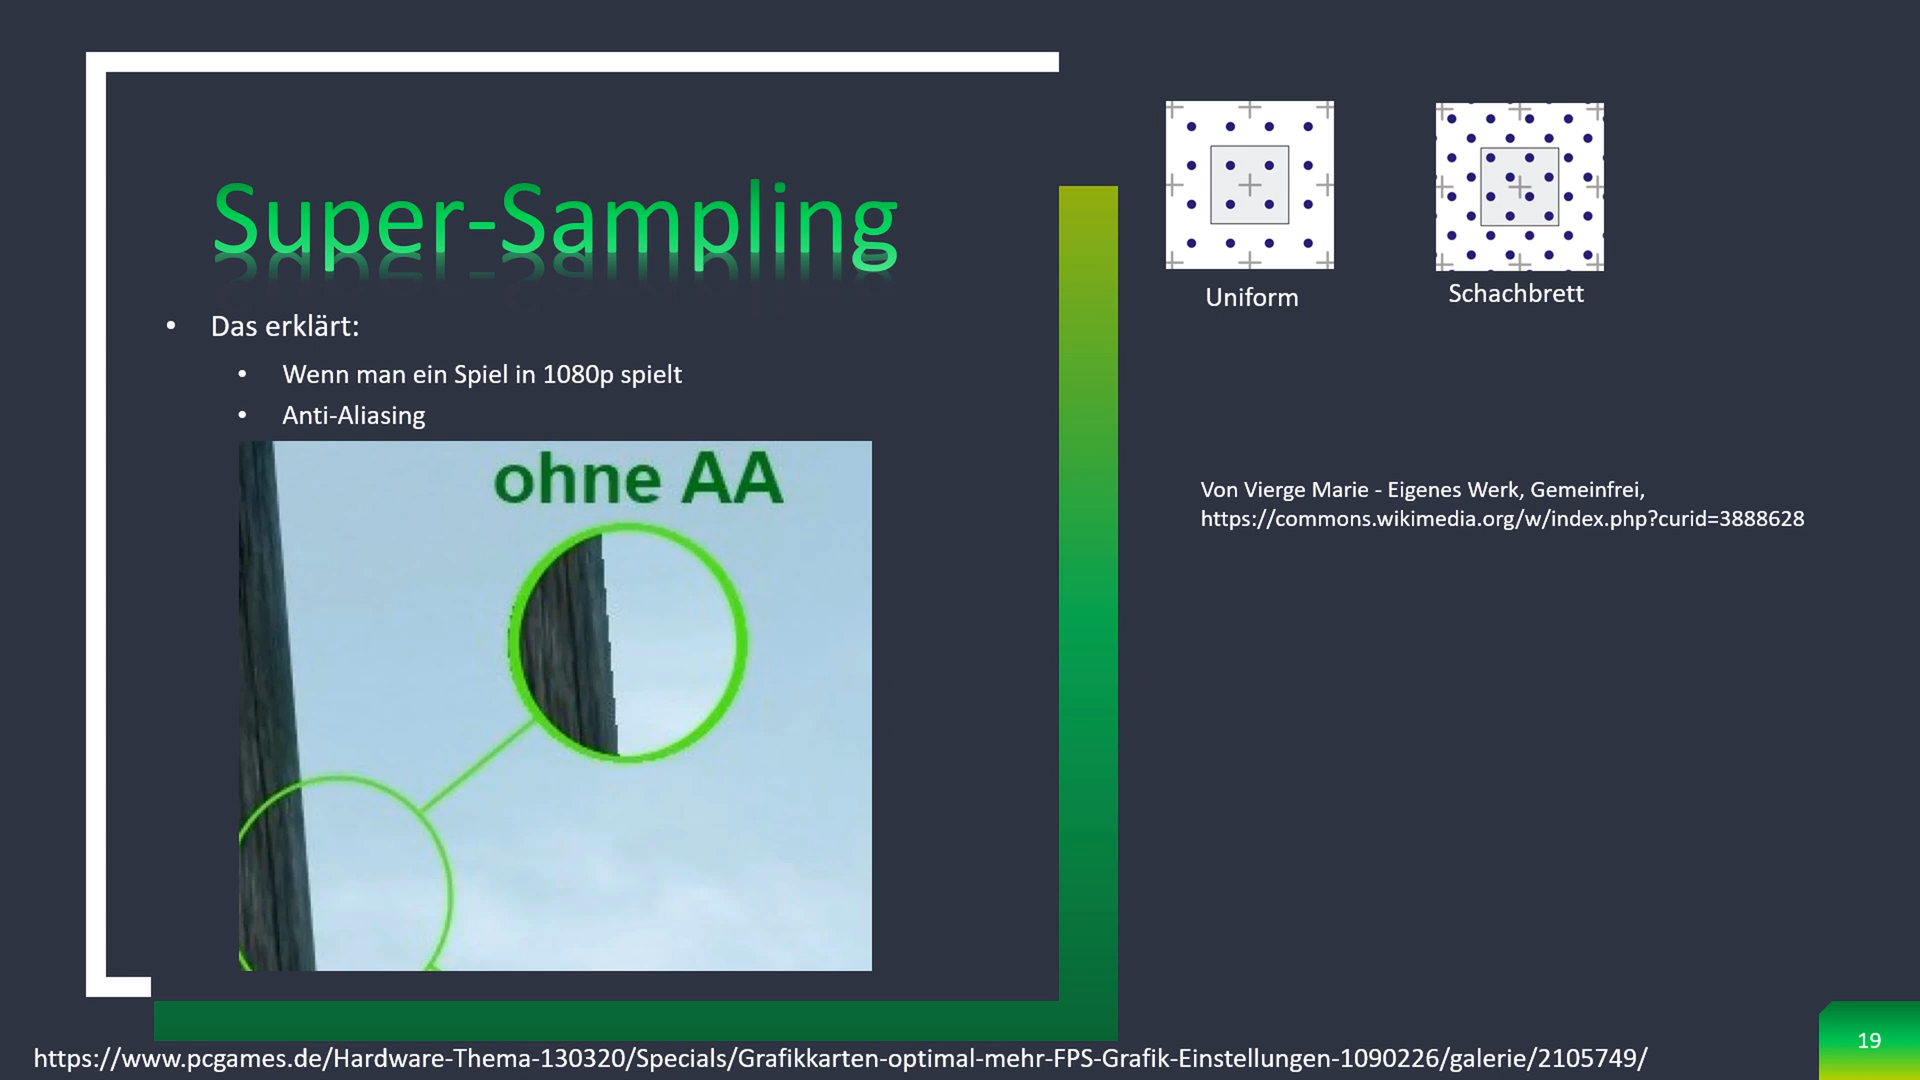 Super-Sampling
• Das erklärt:
• Wenn man ein Spiel in 1080p spielt
• Anti-Aliasing
ohne AA
Uniform
Schachbrett
Von Vierge Marie - Eigenes Werk, Gemeinfrei,
https://commons.wikimedia.org/w/index.php?curid=3888628
https://www.pcgames.de/Hardware-Thema-130320/Specials/Grafikkarten-optimal-mehr-FPS-Grafik-Einstellungen-1090226/galerie/2105749/
19